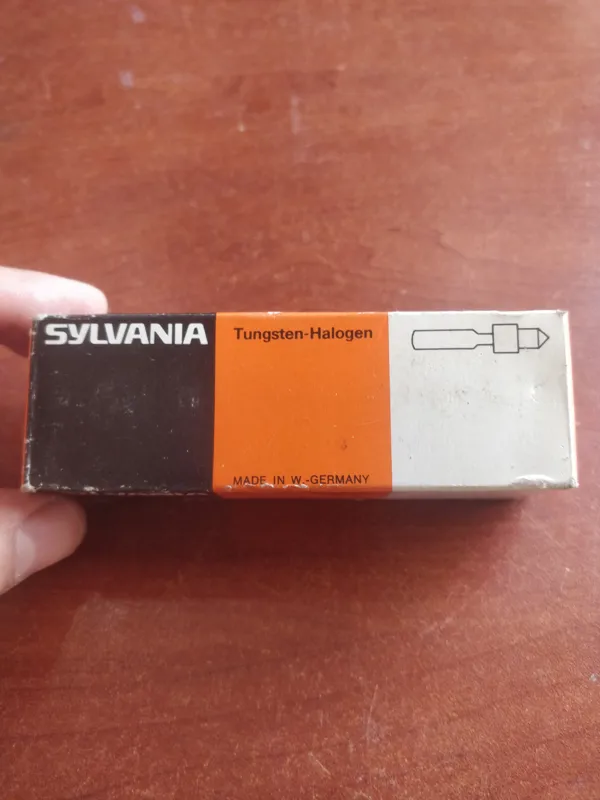 SYLVANIA
Tungsten-Halogen
MADE IN W.-GERMANY